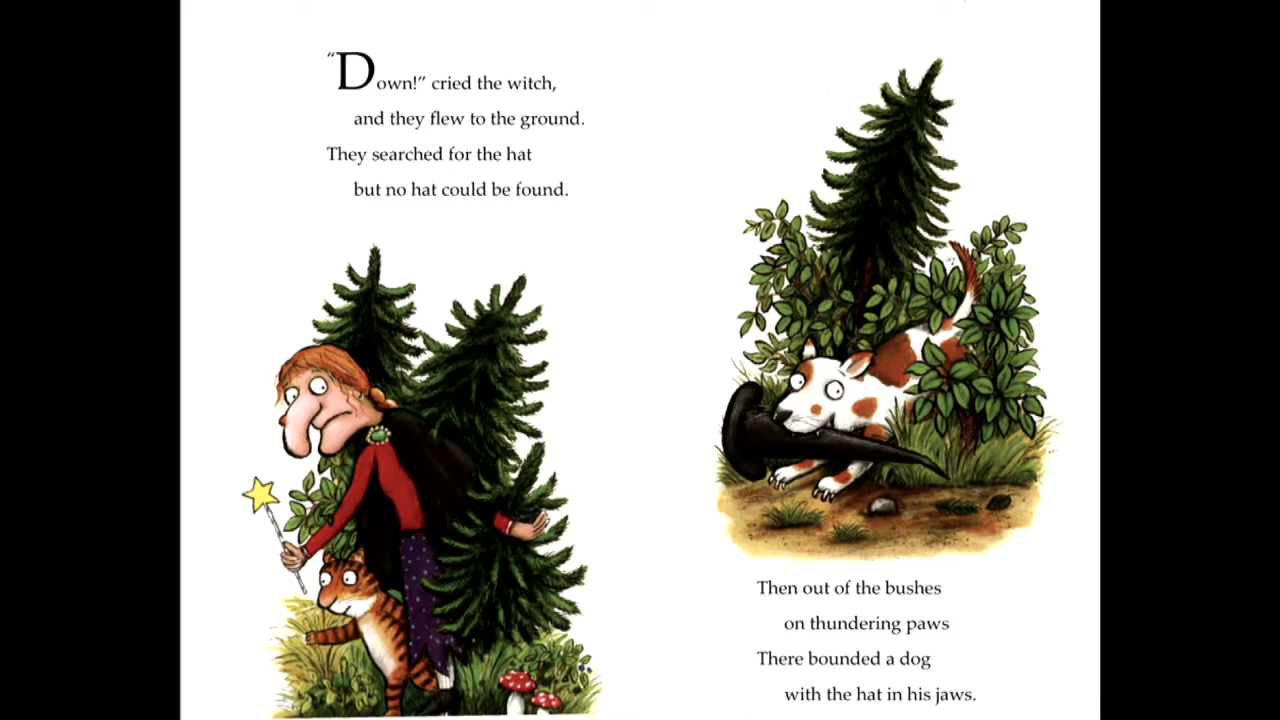 “Down!” cried the witch,
and they flew to the ground.
They searched for the hat
but no hat could be found.
Then out of the bushes
on thundering paws
There bounded a dog
with the hat in his jaws.